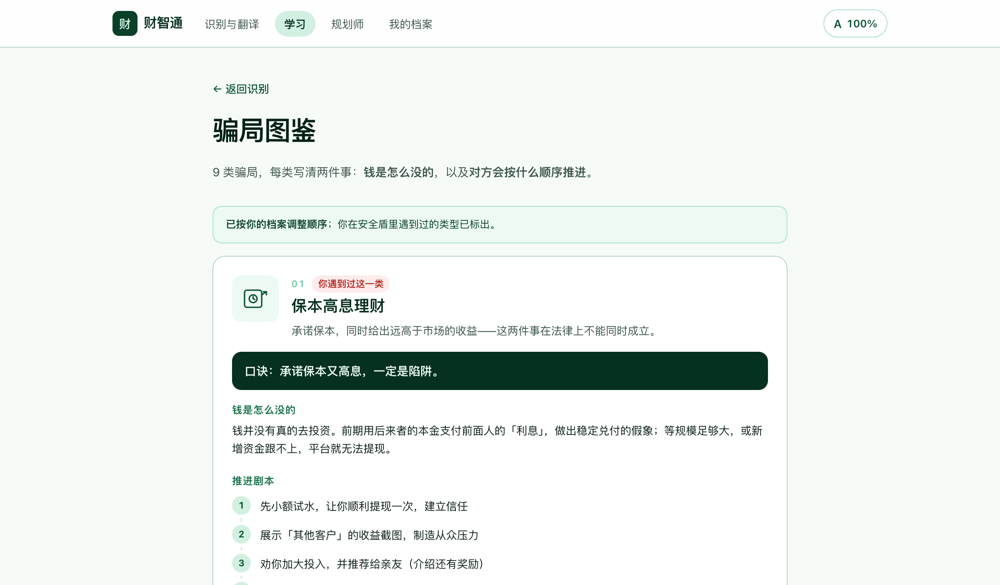 财 财智通 识别与翻译 学习 规划师 我的档案 A 100%
← 返回识别
骗局图鉴
9 类骗局，每类写清两件事：钱是怎么没的，以及对方会按什么顺序推进。
已按你的档案调整顺序；你在安全盾里遇到过的类型已标出。
01 你遇到过这一类
保本高息理财
承诺保本，同时给出远高于市场的收益——这两件事在法律上不能同时成立。
口诀：承诺保本又高息，一定是陷阱。
钱是怎么没的
钱并没有真的去投资。前期用后来者的本金支付前面人的「利息」，做出稳定兑付的假象；等规模足够大，或新
增资金跟不上，平台就无法提现。
推进剧本
1 先小额试水，让你顺利提现一次，建立信任
2 展示「其他客户」的收益截图，制造从众压力
3 劝你加大投入，并推荐给亲友（介绍还有奖励）